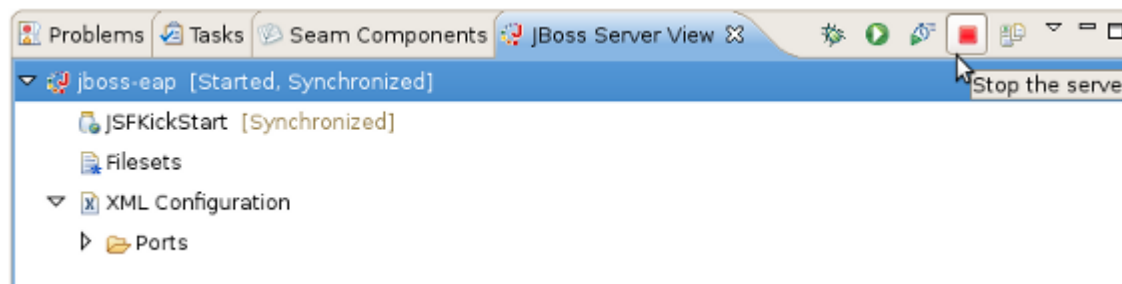 Problems Tasks Seam Components JBoss Server View
jboss-eap [Started, Synchronized]
Stop the serve
JSFKickStart [Synchronized]
Filesets
XML Configuration
Ports